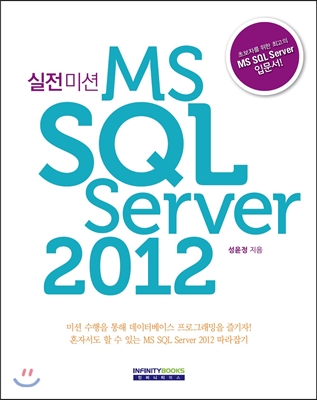 초보자를 위한 최고의
MS SQL Server
입문서!
실전미션 MS
SQL
Server
2012
성윤정 지음
미션 수행을 통해 데이터베이스 프로그래밍을 즐기자!
혼자서도 할 수 있는 MS SQL Server 2012 따라잡기
INFINITYBOOKS
인피니티북스